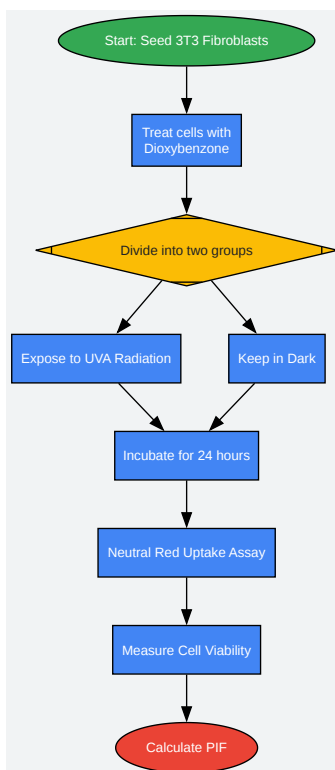 Start: Seed 3T3 Fibroblasts
Treat cells with
Dioxybenzone
Divide into two groups
Expose to UVA Radiation
Keep in Dark
Incubate for 24 hours
Neutral Red Uptake Assay
Measure Cell Viability
Calculate PIF